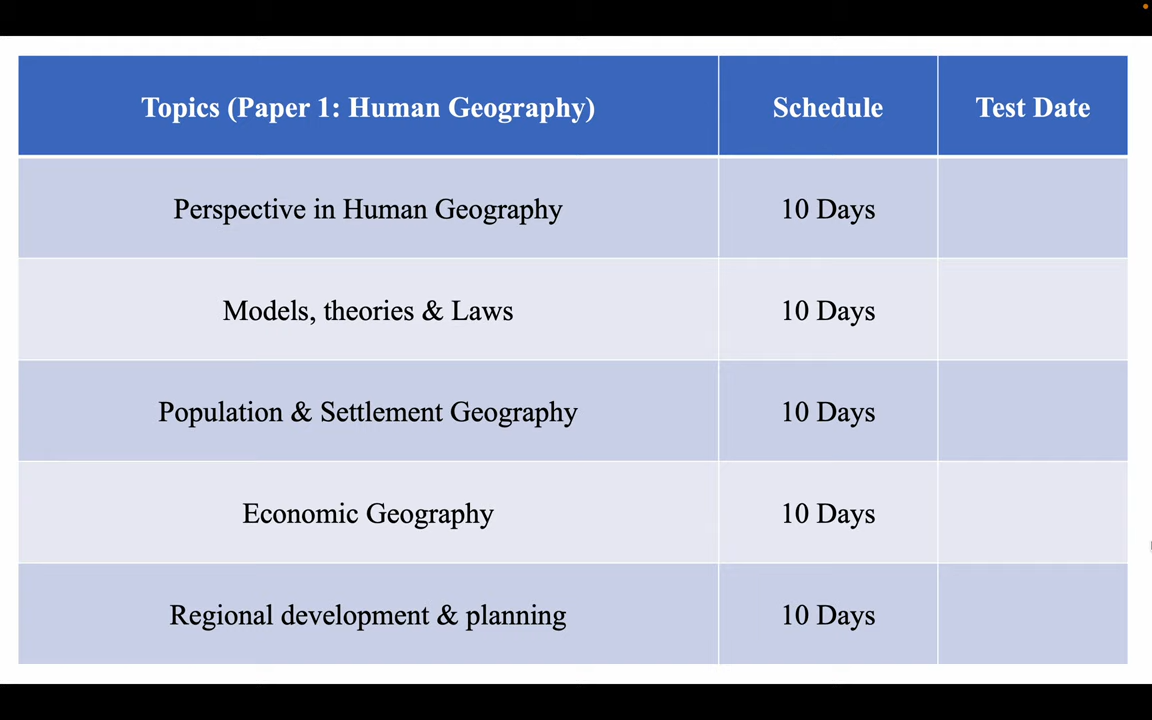 Topics (Paper 1: Human Geography) Schedule Test Date
Perspective in Human Geography 10 Days
Models, theories & Laws 10 Days
Population & Settlement Geography 10 Days
Economic Geography 10 Days
Regional development & planning 10 Days